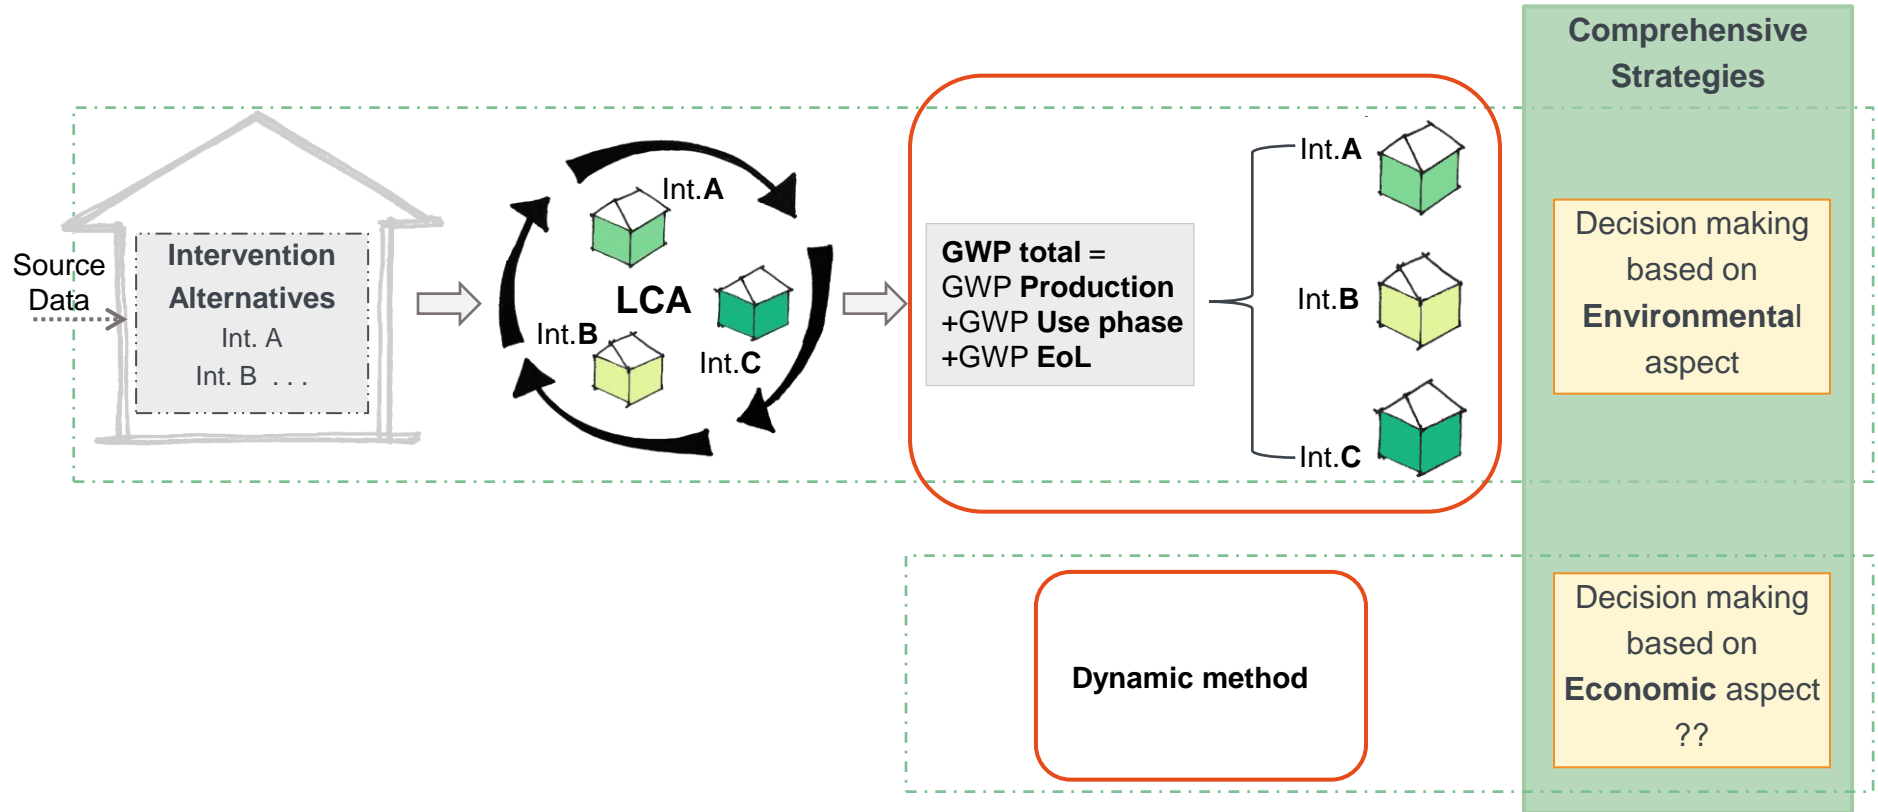 Source
Data
Intervention
Alternatives
Int. A
Int. B . . .
Int.A
LCA
Int.B
Int.C
GWP total =
GWP Production
+GWP Use phase
+GWP EoL
Int.A
Int.B
Int.C
Comprehensive
Strategies
Decision making
based on
Environmental
aspect
Dynamic method
Decision making
based on
Economic aspect
??